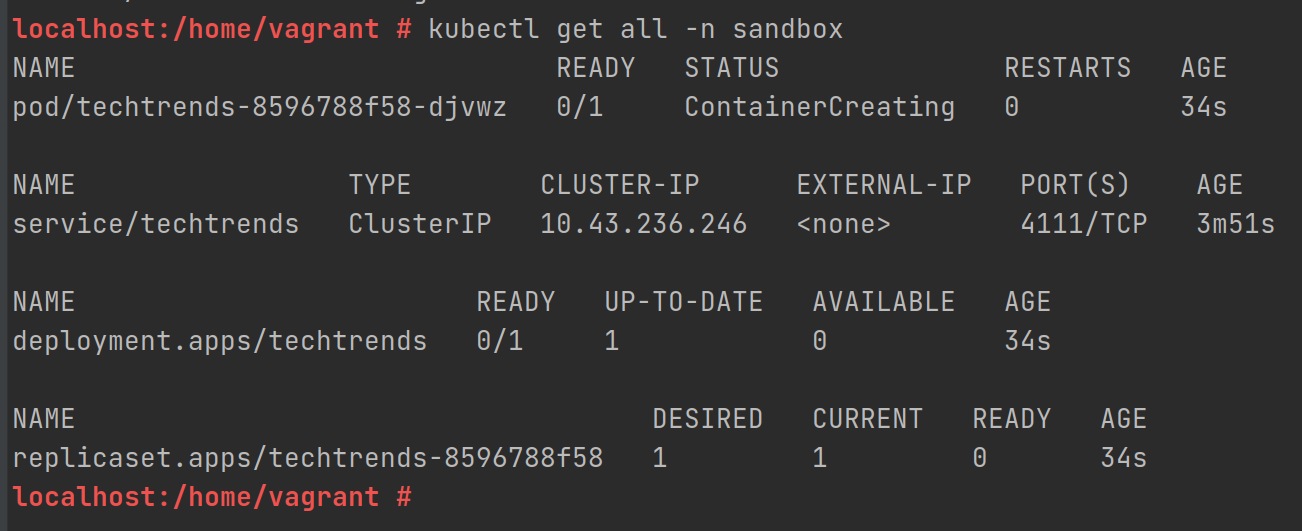 localhost:/home/vagrant # kubectl get all -n sandbox
NAME READY STATUS RESTARTS AGE
pod/techtrends-8596788f58-djvwz 0/1 ContainerCreating 0 34s
NAME TYPE CLUSTER-IP EXTERNAL-IP PORT(S) AGE
service/techtrends ClusterIP 10.43.236.246 <none> 4111/TCP 3m51s
NAME READY UP-TO-DATE AVAILABLE AGE
deployment.apps/techtrends 0/1 1 0 34s
NAME DESIRED CURRENT READY AGE
replicaset.apps/techtrends-8596788f58 1 1 0 34s
localhost:/home/vagrant #